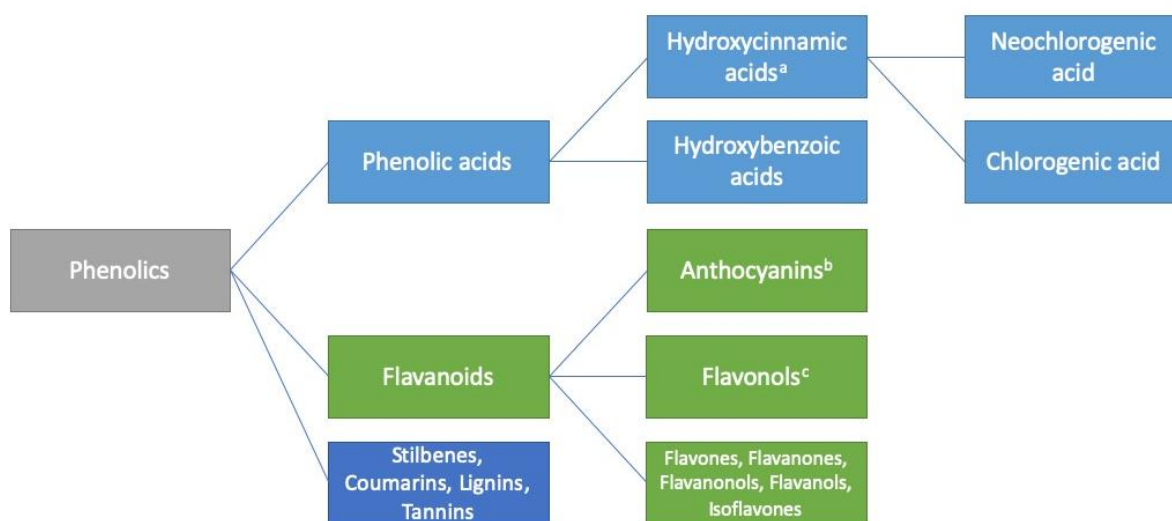 Hydroxycinnamic
acidsᵃ
Neochlorogenic
acid
Phenolic acids
Hydroxybenzoic
acids
Chlorogenic acid
Phenolics
Anthocyaninsᵇ
Flavanoids
Flavonolsᶜ
Stilbenes,
Coumarins, Lignins,
Tannins
Flavones, Flavanones,
Flavanonols, Flavanols,
Isoflavones